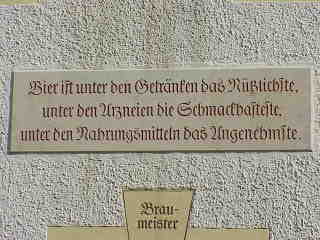 Bier ist unter den Getränken das Nützlichste,
unter den Arzneien die Schmackhafteste,
unter den Nahrungsmitteln das Angenehmste.
Brau-
meister